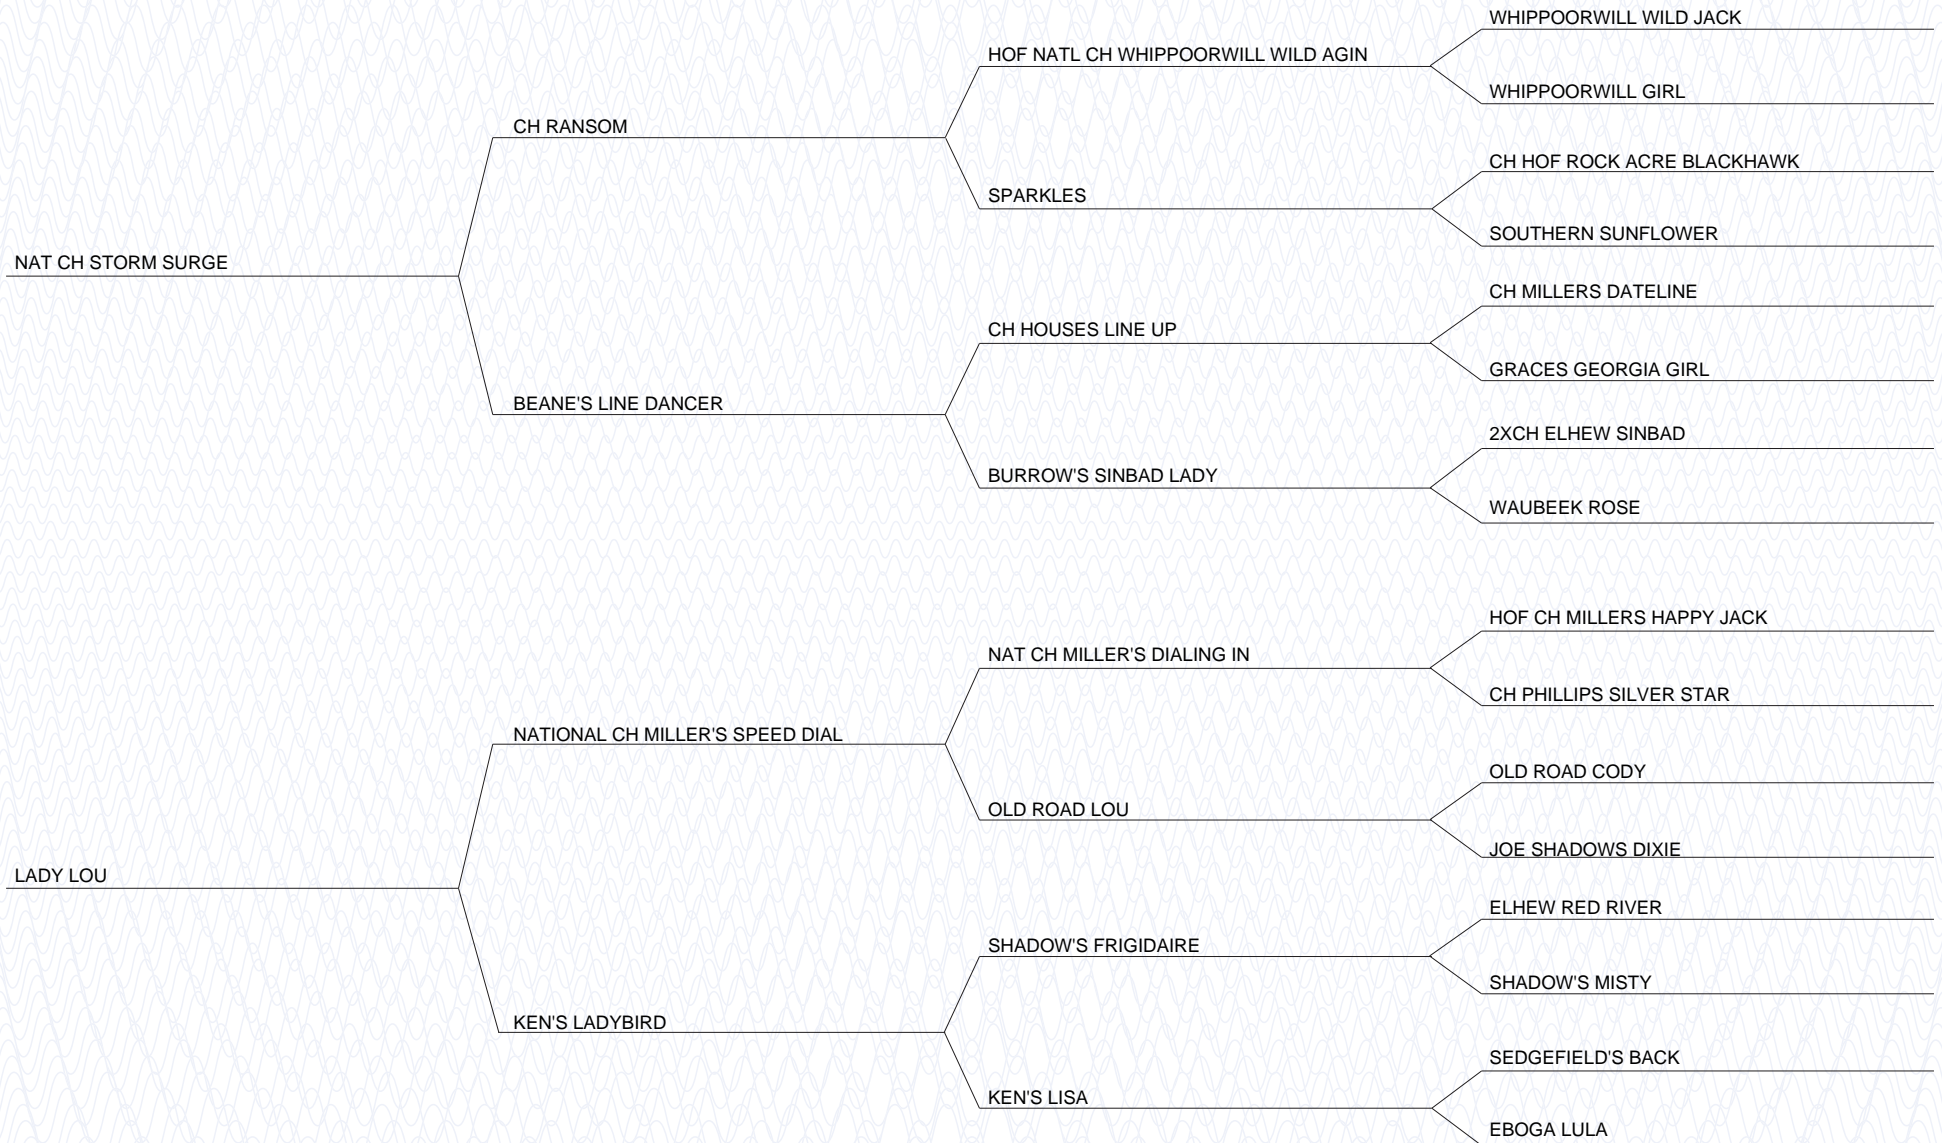 WHIPPOORWILL WILD JACK
HOF NATL CH WHIPPOORWILL WILD AGIN
WHIPPOORWILL GIRL
CH RANSOM
CH HOF ROCK ACRE BLACKHAWK
SPARKLES
SOUTHERN SUNFLOWER
NAT CH STORM SURGE
CH MILLERS DATELINE
CH HOUSES LINE UP
GRACES GEORGIA GIRL
BEANE'S LINE DANCER
2XCH ELHEW SINBAD
BURROW'S SINBAD LADY
WAUBEEK ROSE
HOF CH MILLERS HAPPY JACK
NAT CH MILLER'S DIALING IN
CH PHILLIPS SILVER STAR
NATIONAL CH MILLER'S SPEED DIAL
OLD ROAD CODY
OLD ROAD LOU
JOE SHADOWS DIXIE
LADY LOU
ELHEW RED RIVER
SHADOW'S FRIGIDAIRE
SHADOW'S MISTY
KEN'S LADYBIRD
SEDGEFIELD'S BACK
KEN'S LISA
EBOGA LULA